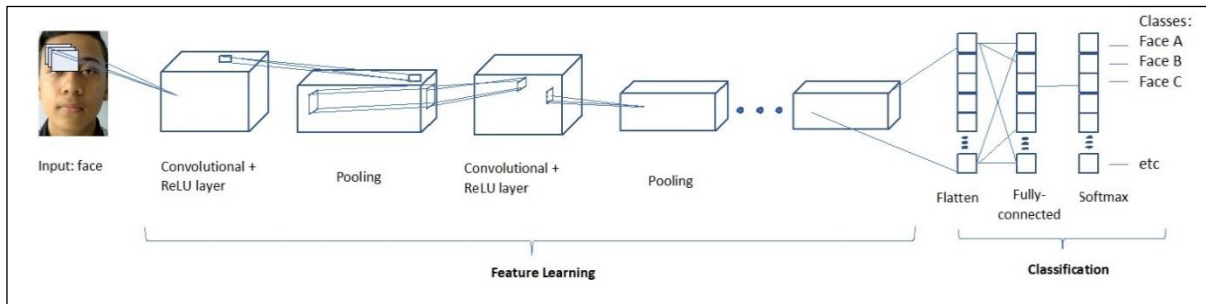 Classes:
Face A
Face B
Face C
etc
Input: face
Convolutional +
ReLU layer
Pooling
Convolutional +
ReLU layer
Pooling
Flatten
Fully-
connected
Softmax
Feature Learning
Classification